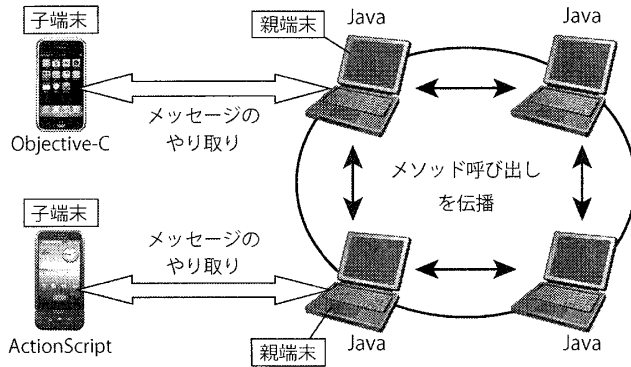 子端末
Objective-C
メッセージの
やり取り
親端末
Java
Java
メソッド呼び出し
を伝播
子端末
ActionScript
メッセージの
やり取り
親端末
Java
Java